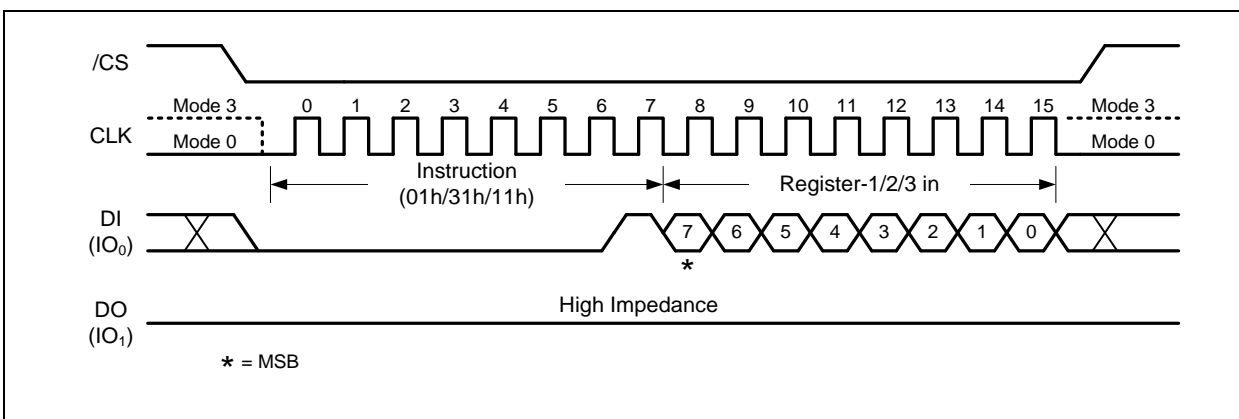 /CS
Mode 3 0 1 2 3 4 5 6 7 8 9 10 11 12 13 14 15 Mode 3
CLK
Mode 0 Mode 0
Instruction
(01h/31h/11h)
Register-1/2/3 in
DI
(IO₀)
7 6 5 4 3 2 1 0
*
High Impedance
DO
(IO₁)
* = MSB